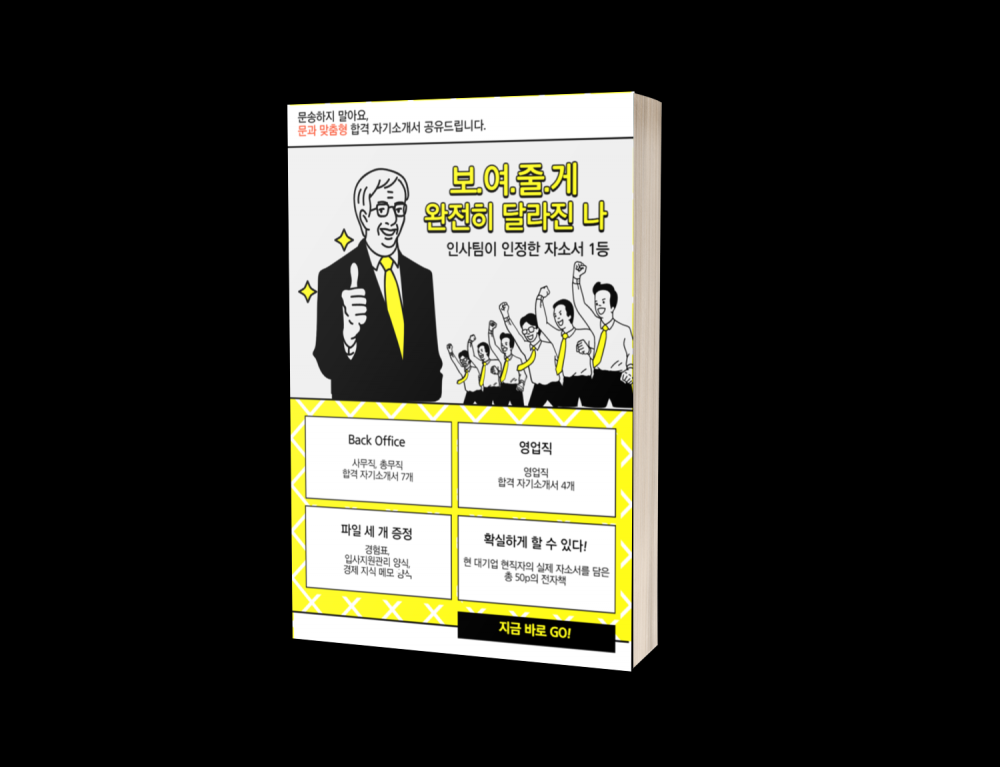 문송하지 말아요,
문과 맞춤형 합격 자기소개서 공유드립니다.
보.여.줄.게
완전히 달라진 나
인사팀이 인정한 자소서 1등
Back Office
사무직, 총무직
합격 자기소개서 7개
영업직
영업직
합격 자기소개서 4개
파일 세 개 증정
경험표,
입사지원관리 양식,
경제 지식 메모 양식,
확실하게 할 수 있다!
현 대기업 현직자의 실제 자소서를 담은
총 50p의 전자책
지금 바로 GO!